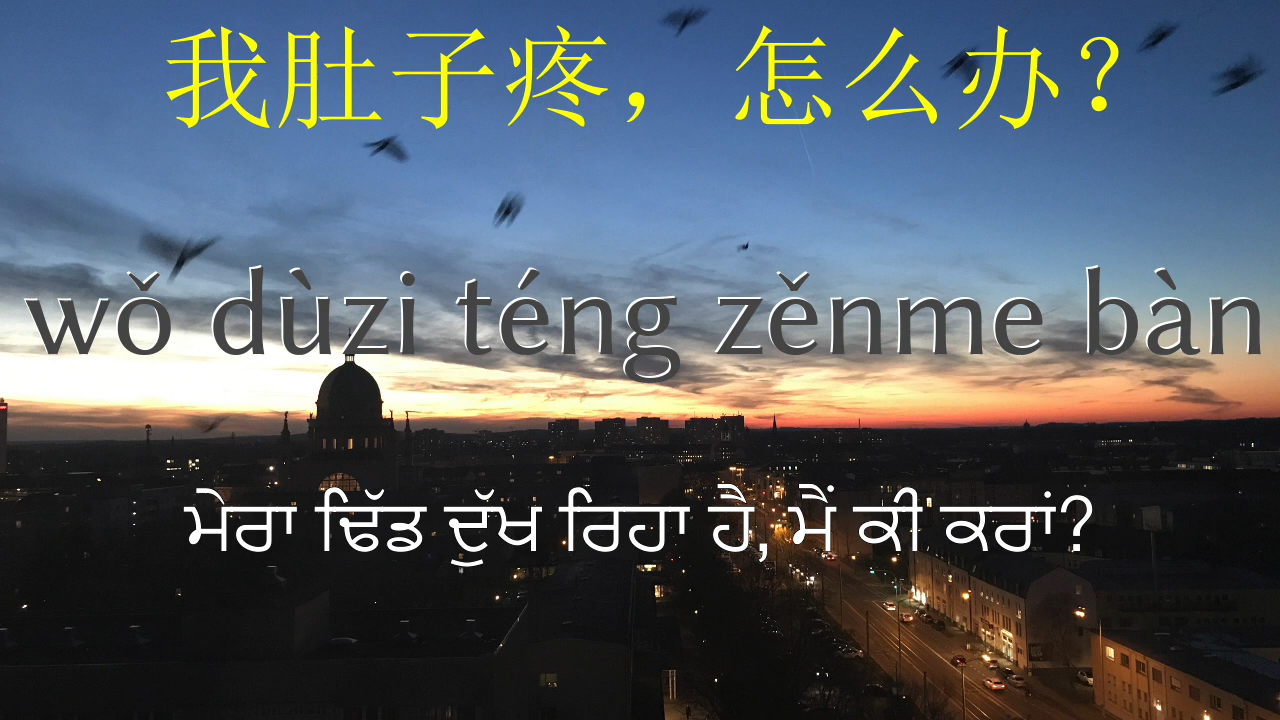 我肚子疼，怎么办？
wǒ dùzi téng zěnme bàn
ਮੇਰਾ ਢਿੱਡ ਦੁੱਖ ਰਿਹਾ ਹੈ, ਮੈਂ ਕੀ ਕਰਾਂ?